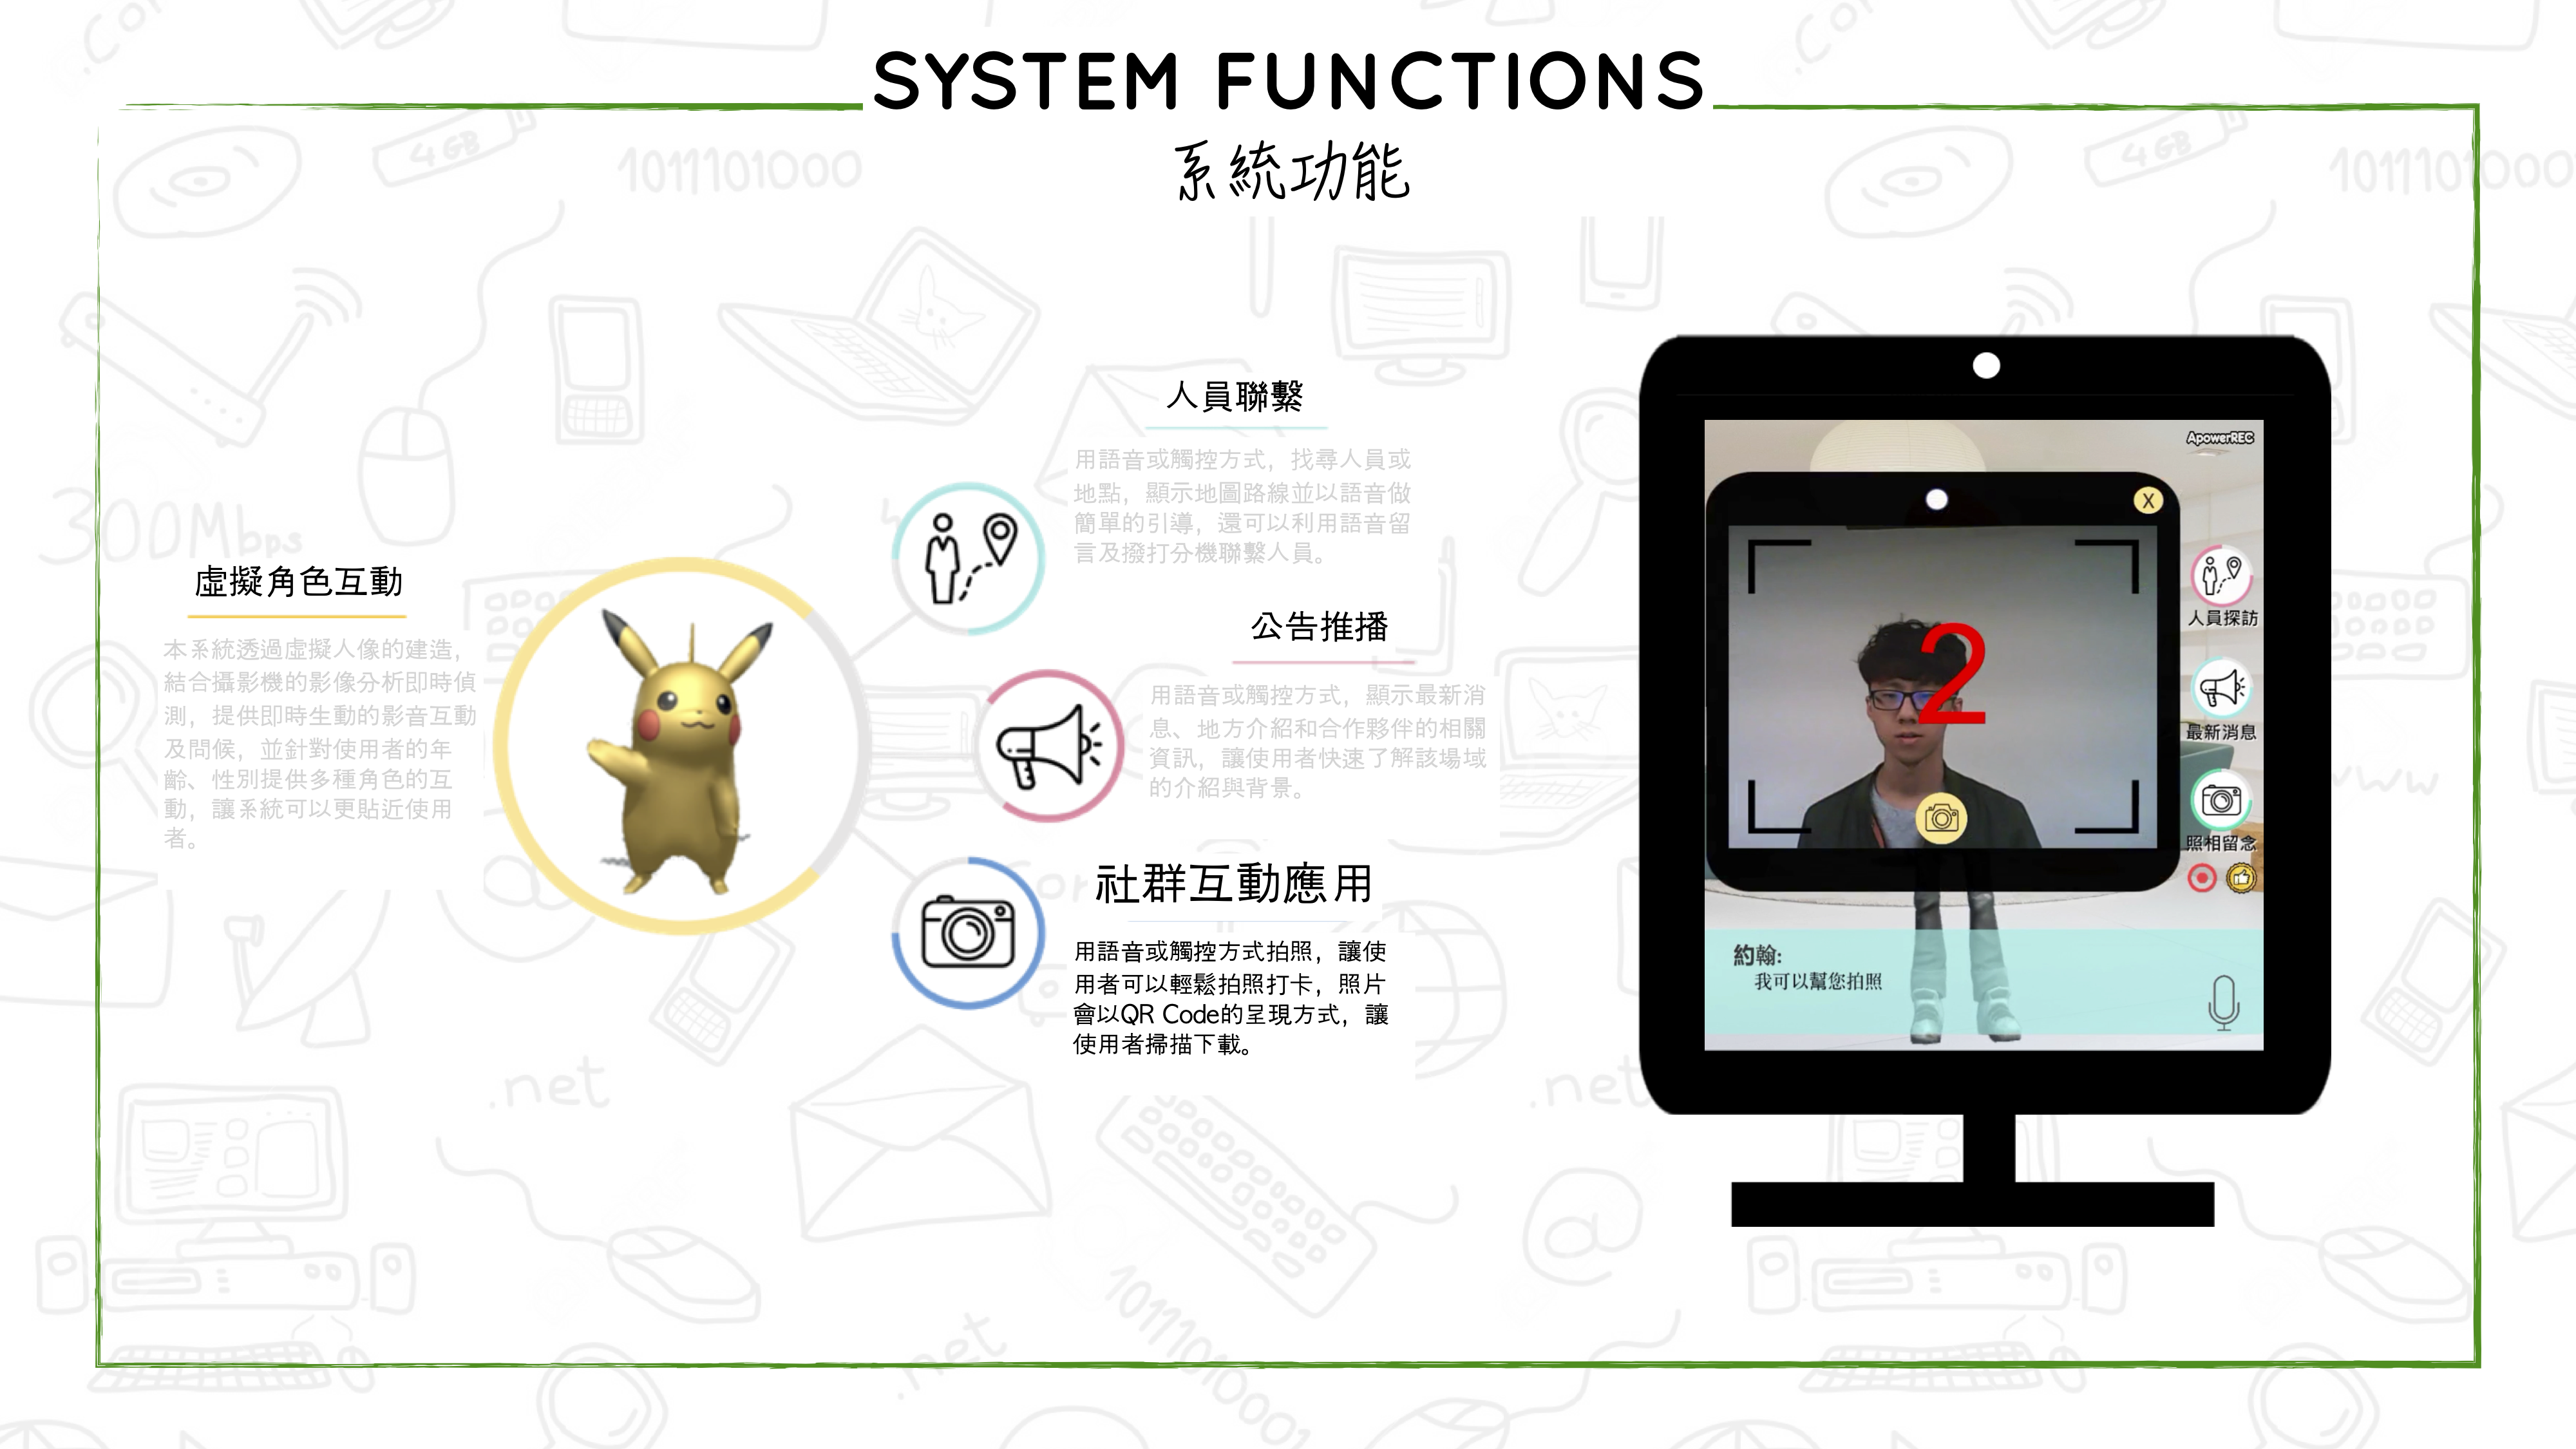 SYSTEM FUNCTIONS
系統功能
虛擬角色互動
本系統透過虛擬人像的建造，
結合攝影機的影像分析即時偵
測，提供即時生動的影音互動
及問候，並針對使用者的年
齡、性別提供多種角色的互
動，讓系統可以更貼近使用
者。
人員聯繫
用語音或觸控方式，找尋人員或
地點，顯示地圖路線並以語音做
簡單的引導，還可以利用語音留
言及撥打分機聯繫人員。
公告推播
用語音或觸控方式，顯示最新消
息、地方介紹和合作夥伴的相關
資訊，讓使用者快速了解該場域
的介紹與背景。
社群互動應用
用語音或觸控方式拍照，讓使
用者可以輕鬆拍照打卡，照片
會以QR Code的呈現方式，讓
使用者掃描下載。
ApowerREC
X
2
人員探訪
最新消息
照相留念
約翰:
我可以幫您拍照
4GB
1011101000
4GB
1011101000
300Mbps
.net
.net
.net
10111010001